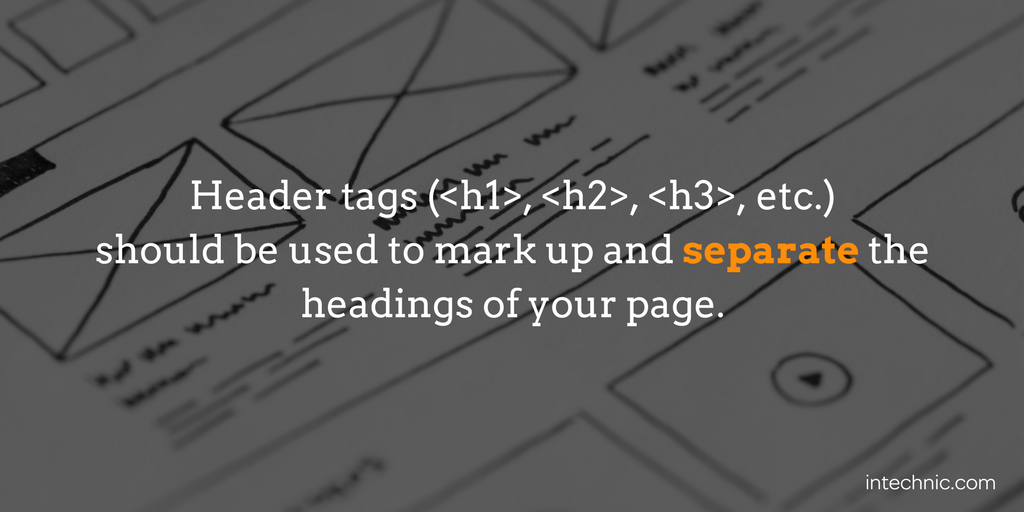 Header tags (<h1>, <h2>, <h3>, etc.)
should be used to mark up and separate the
headings of your page.
intechnic.com